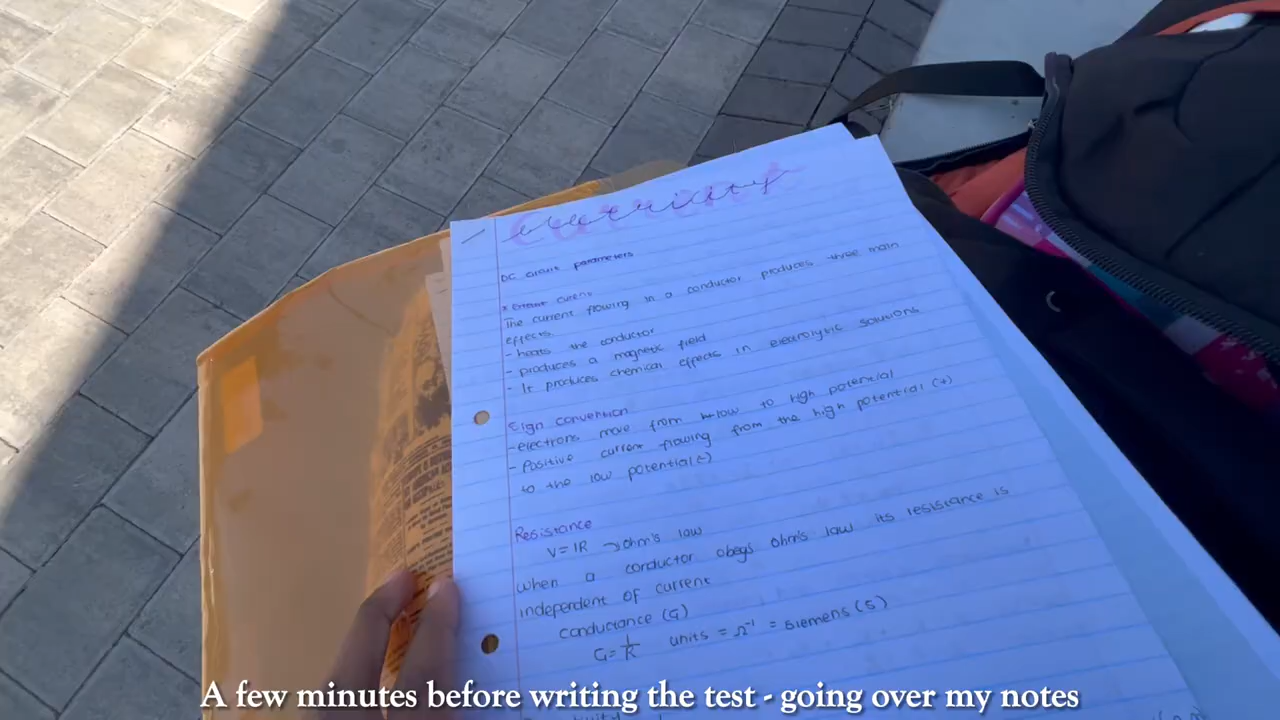 electricity
DC circuit parameters
The current flowing in a conductor produces three main
effects
- heats the conductor
- produces a magnetic field
- It produces chemical effects in electrolytic solutions
Sign convention
- electrons move from low to high potential
- Positive current flowing from the high potential (+)
to the low potential (-)
Resistance
V = IR → ohm's law
when a conductor obeys ohm's law its resistance is
independent of current
conductance (G)
G = 1/R units = Ω⁻¹ = siemens (S)
A few minutes before writing the test - going over my notes